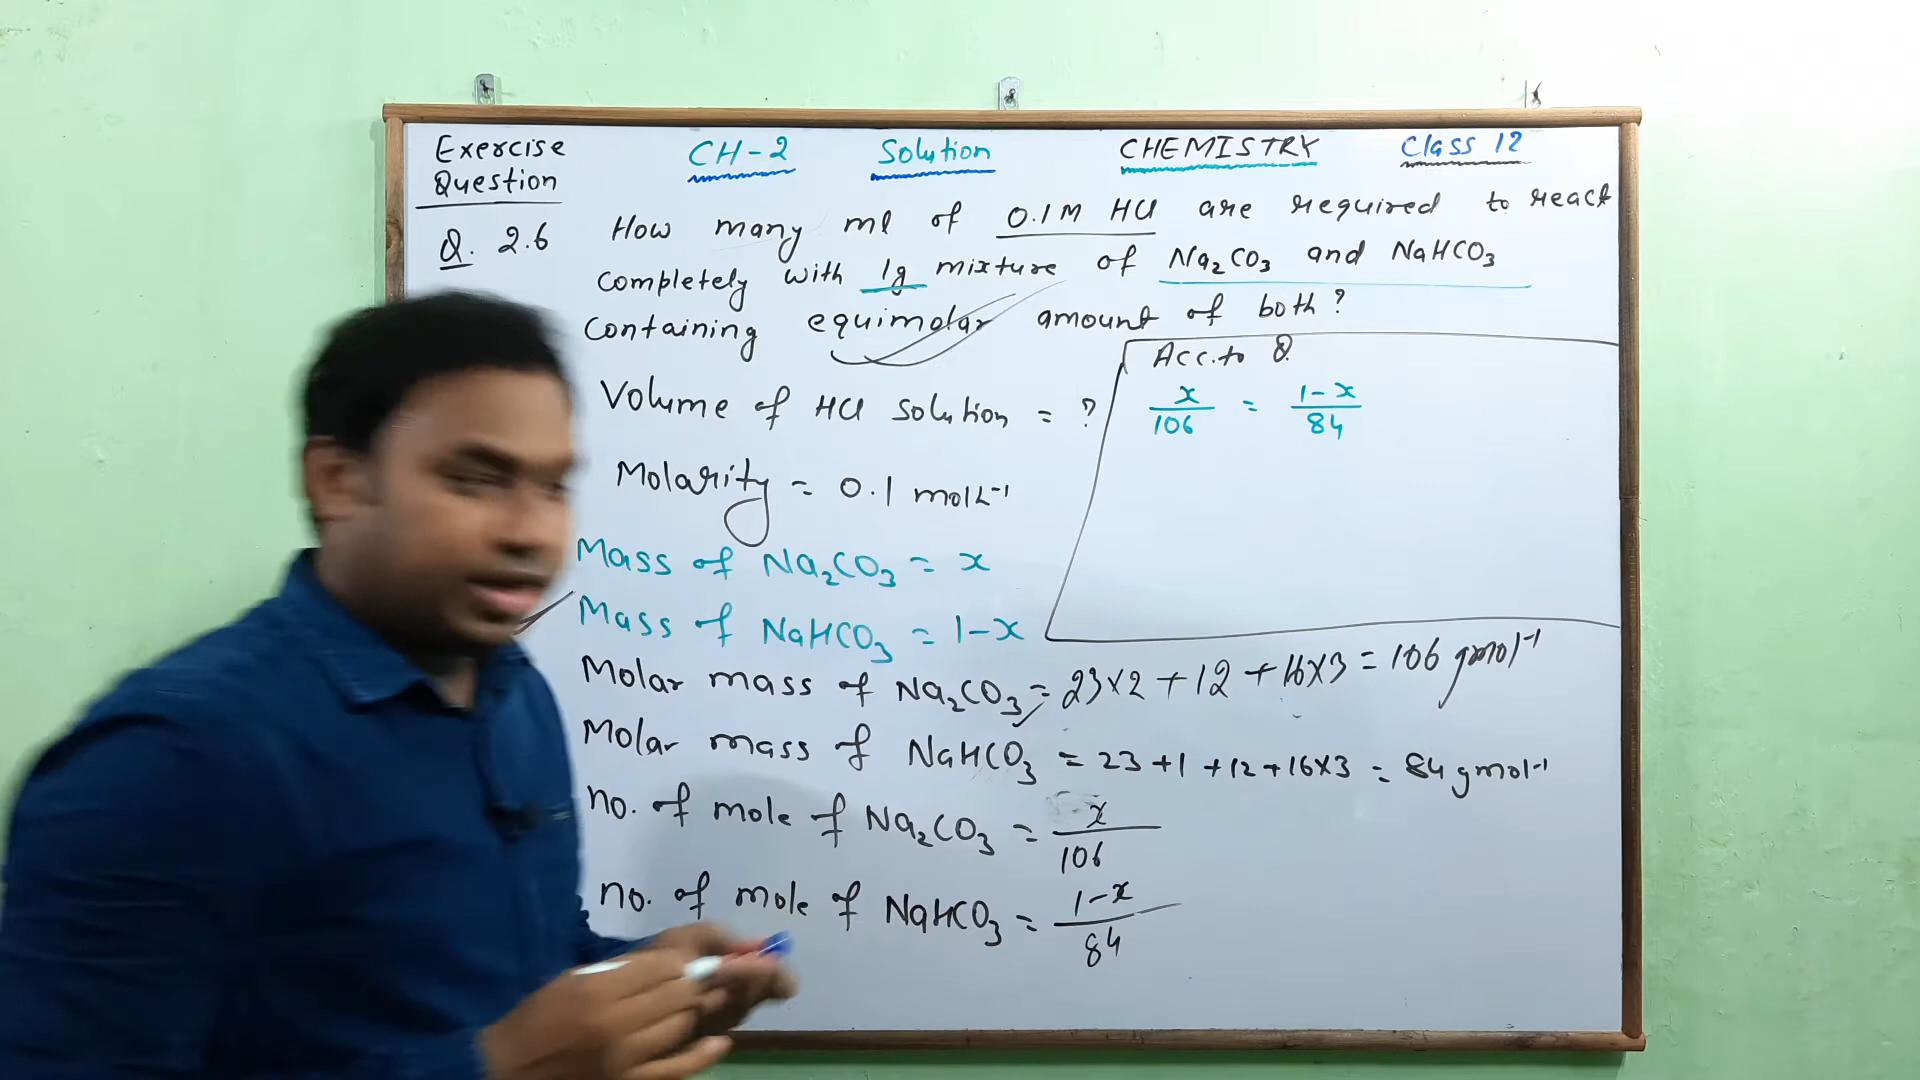 Exercise Question CH-2 Solution CHEMISTRY Class 12
Q. 2.6 How many ml of 0.1M HCl are required to react
completely with 1g mixture of Na₂CO₃ and NaHCO₃
containing equimolar amount of both?
Volume of HCl solution = ?
Molarity = 0.1 mol L⁻¹
Mass of Na₂CO₃ = x
Mass of NaHCO₃ = 1-x
Acc. to Q.
x/106 = 1-x/84
Molar mass of Na₂CO₃ = 23×2 + 12 + 16×3 = 106 gmol⁻¹
Molar mass of NaHCO₃ = 23+1+12+16×3 = 84 gmol⁻¹
no. of mole of Na₂CO₃ = x/106
no. of mole of NaHCO₃ = 1-x/84